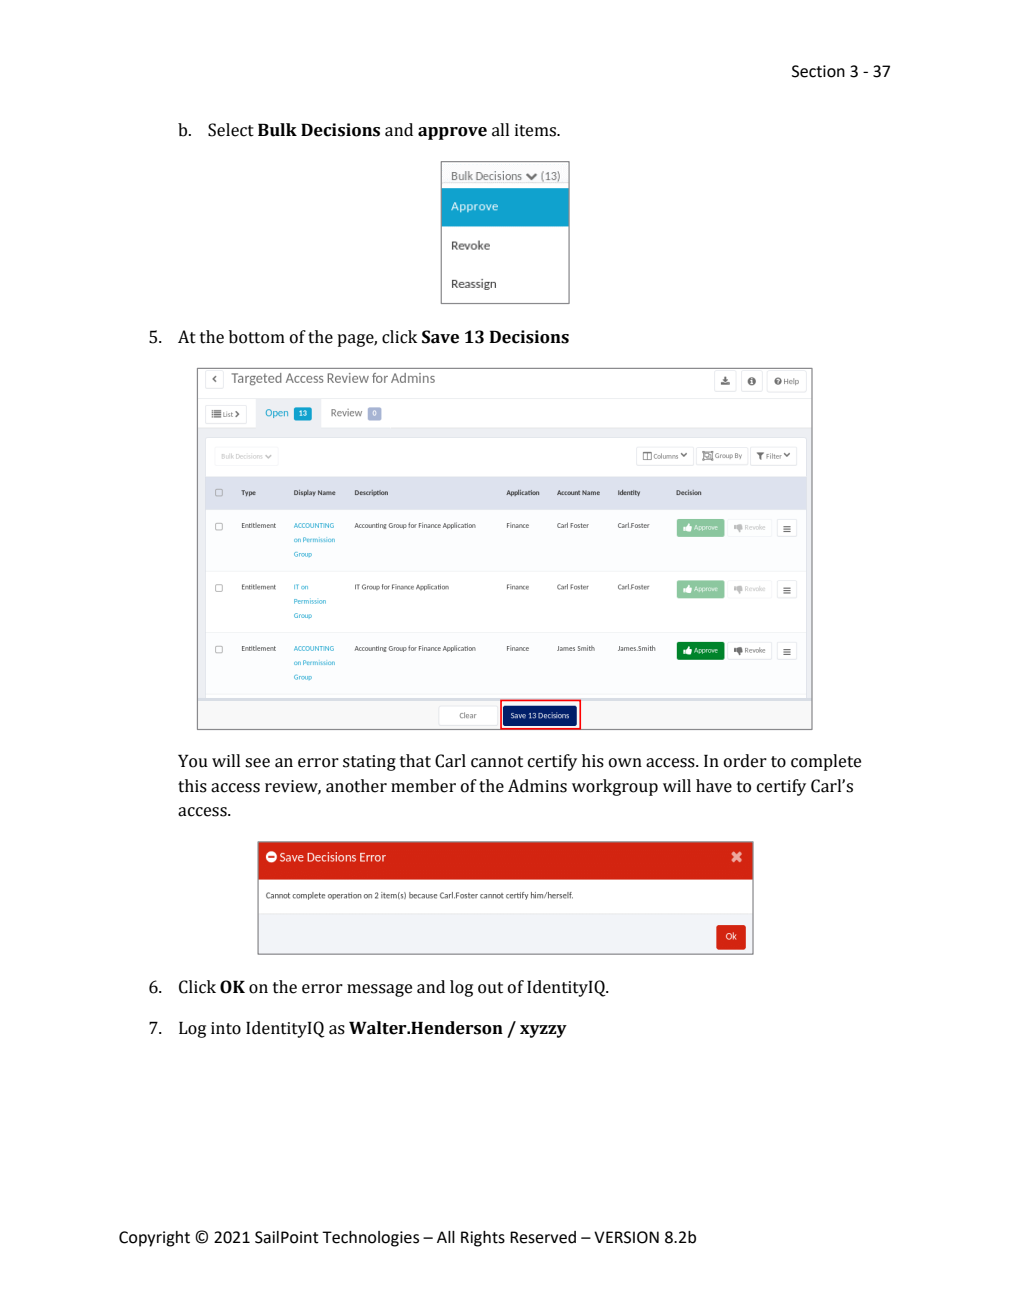 Section 3 - 37
b. Select Bulk Decisions and approve all items.
Bulk Decisions (13)
Approve
Revoke
Reassign
5. At the bottom of the page, click Save 13 Decisions
Targeted Access Review for Admins
Help
List
Open 13 Review 0
Bulk Decisions
Columns Group By Filter
Type Display Name Description Application Account Name Identity Decision
Entitlement ACCOUNTING Accounting Group for Finance Application Finance Carl Foster Carl.Foster Approve Revoke
on Permission
Group
Entitlement IT on IT Group for Finance Application Finance Carl Foster Carl.Foster Approve Revoke
Permission
Group
Entitlement ACCOUNTING Accounting Group for Finance Application Finance James Smith James.Smith Approve Revoke
on Permission
Group
Clear Save 13 Decisions
You will see an error stating that Carl cannot certify his own access. In order to complete
this access review, another member of the Admins workgroup will have to certify Carl's
access.
Save Decisions Error
Cannot complete operation on 2 item(s) because Carl.Foster cannot certify him/herself.
Ok
6. Click OK on the error message and log out of IdentityIQ.
7. Log into IdentityIQ as Walter.Henderson / xyzzy
Copyright © 2021 SailPoint Technologies – All Rights Reserved – VERSION 8.2b